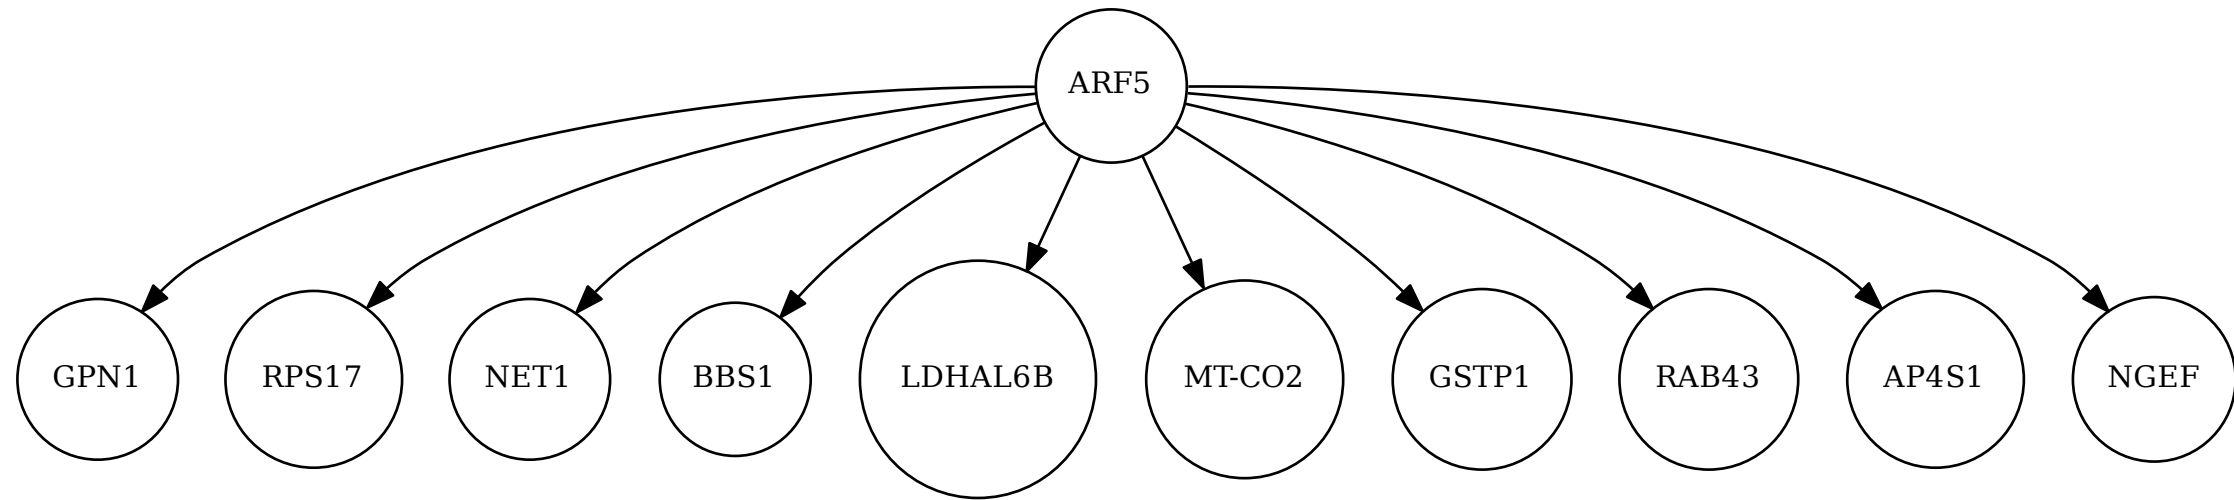 ARF5
GPN1
RPS17
NET1
BBS1
LDHAL6B
MT-CO2
GSTP1
RAB43
AP4S1
NGEF